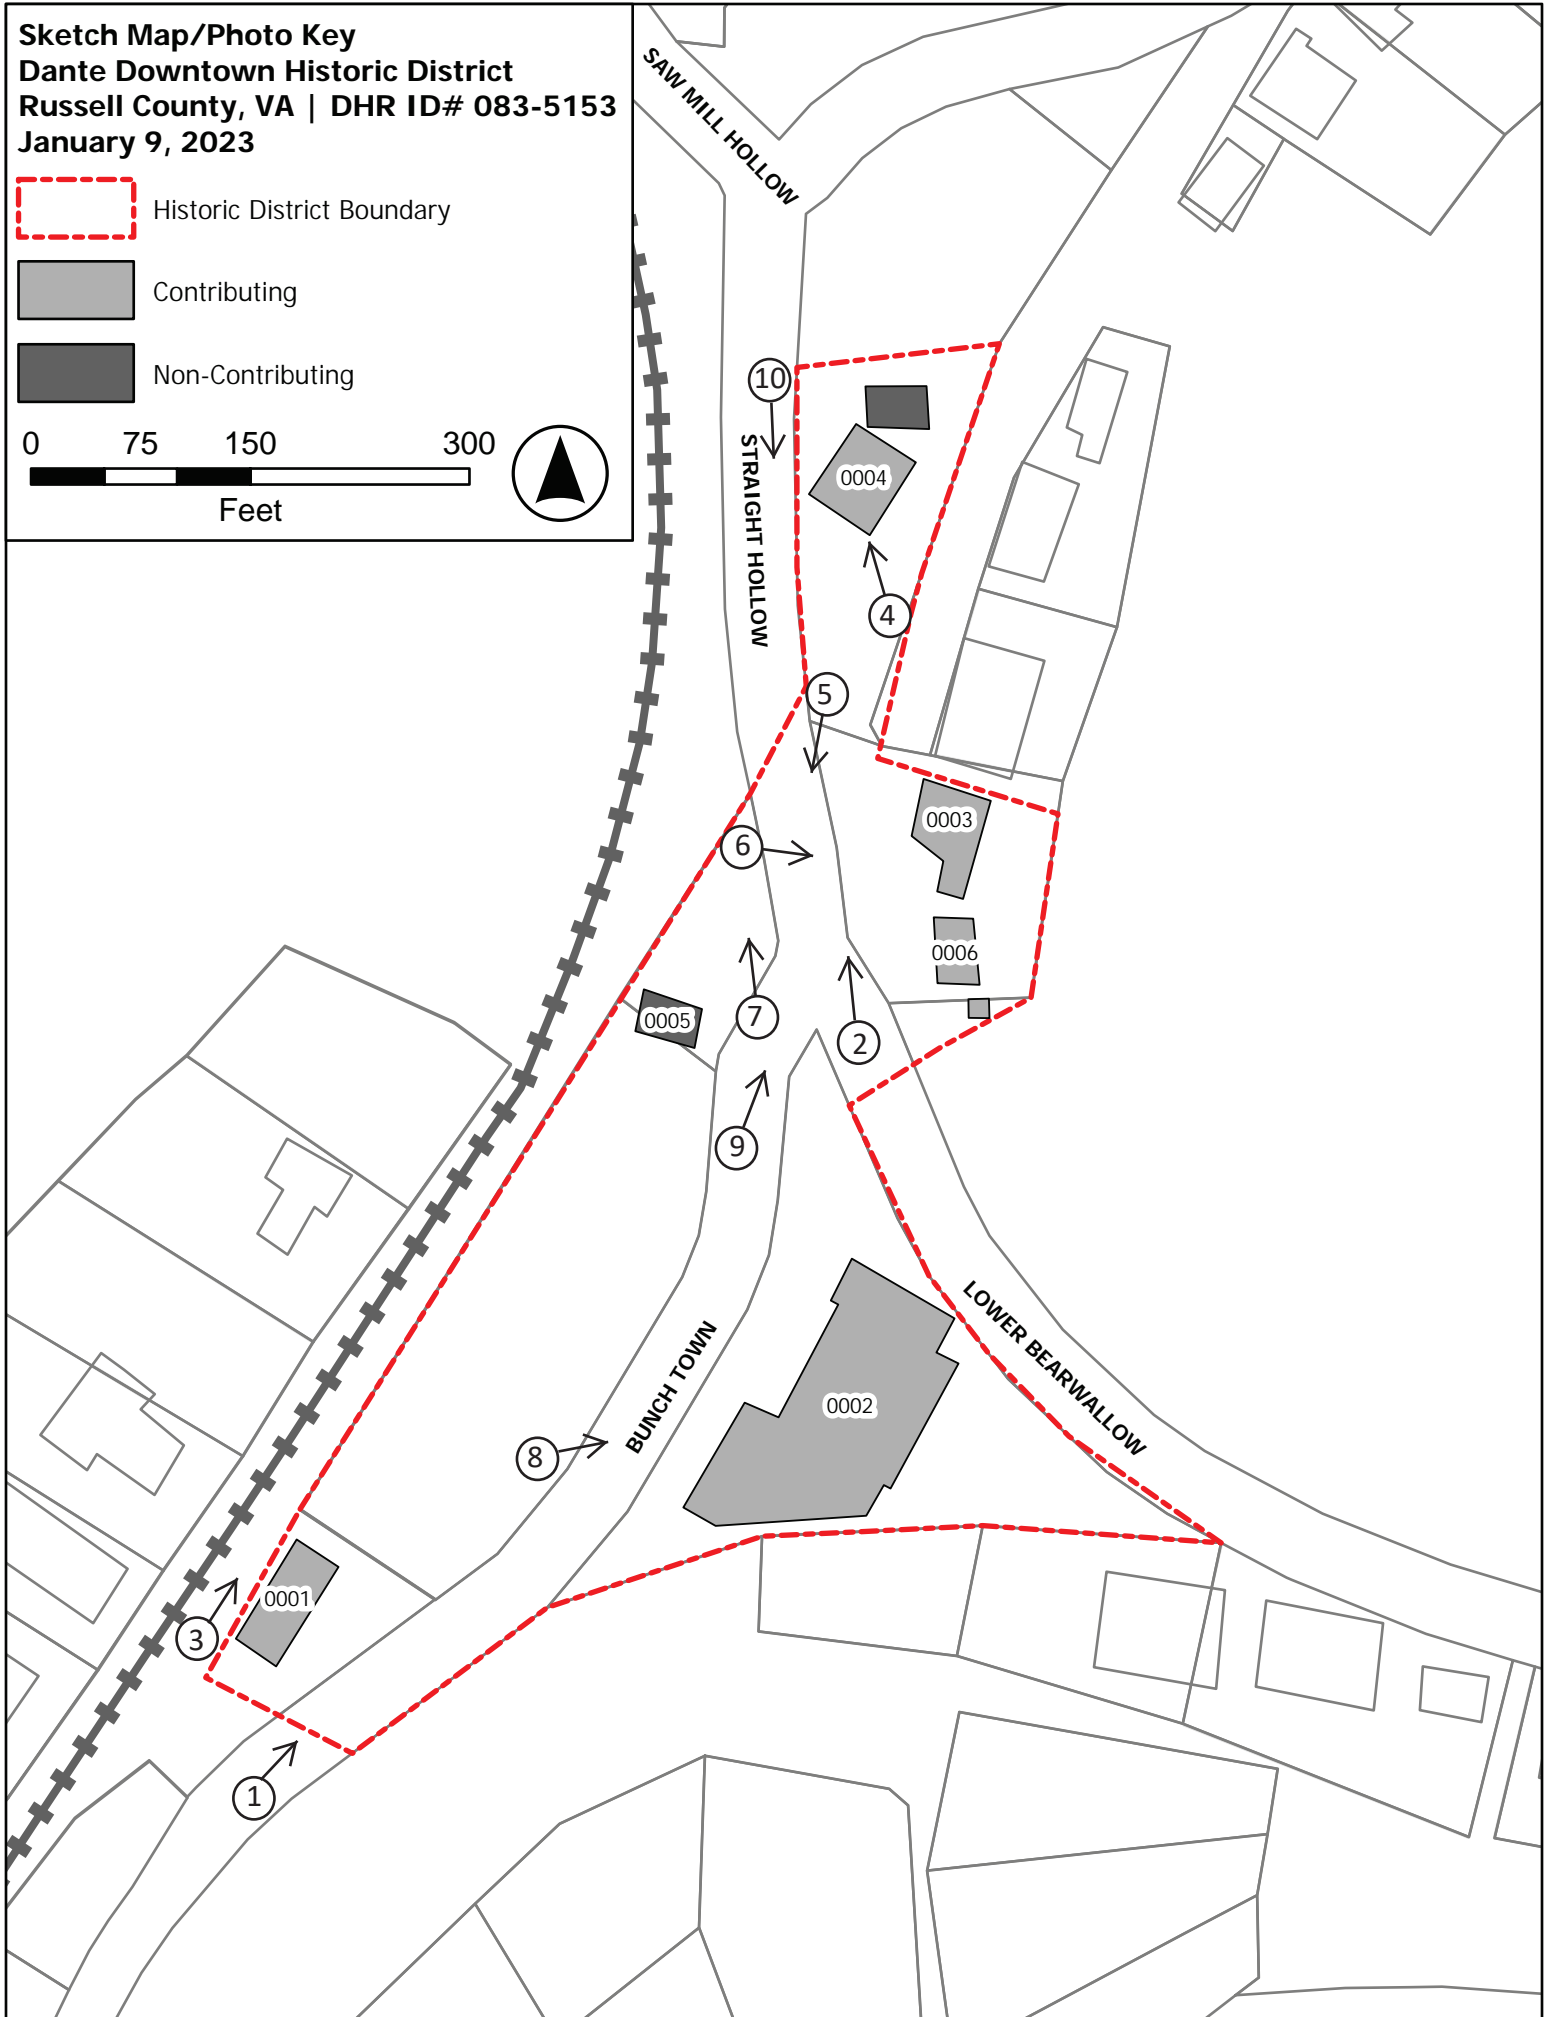 Sketch Map/Photo Key
Dante Downtown Historic District
Russell County, VA | DHR ID# 083-5153
January 9, 2023
Historic District Boundary
Contributing
Non-Contributing
0 75 150 300
Feet
SAW MILL HOLLOW
10
STRAIGHT HOLLOW
0004
4
5
6
0003
0006
0005
7
2
9
LOWER BEARWALLOW
BUNCH TOWN
0002
8
0001
3
1